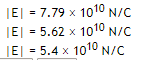 |E| = 7.79 × 10¹⁰ N/C
|E| = 5.62 × 10¹⁰ N/C
|E| = 5.4 × 10¹⁰ N/C